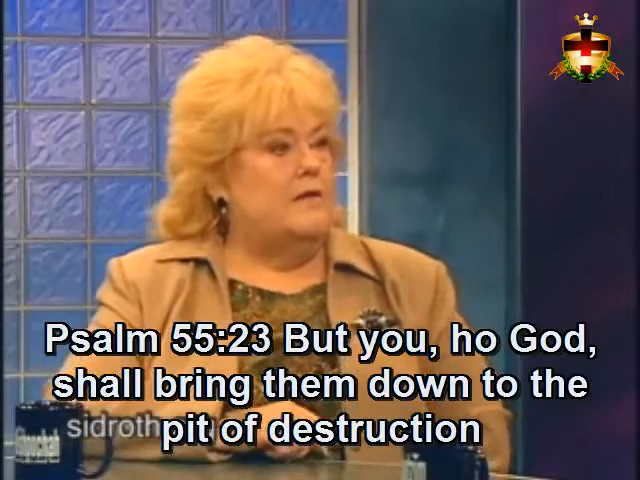 Psalm 55:23 But you, ho God,
shall bring them down to the
pit of destruction
sidroth